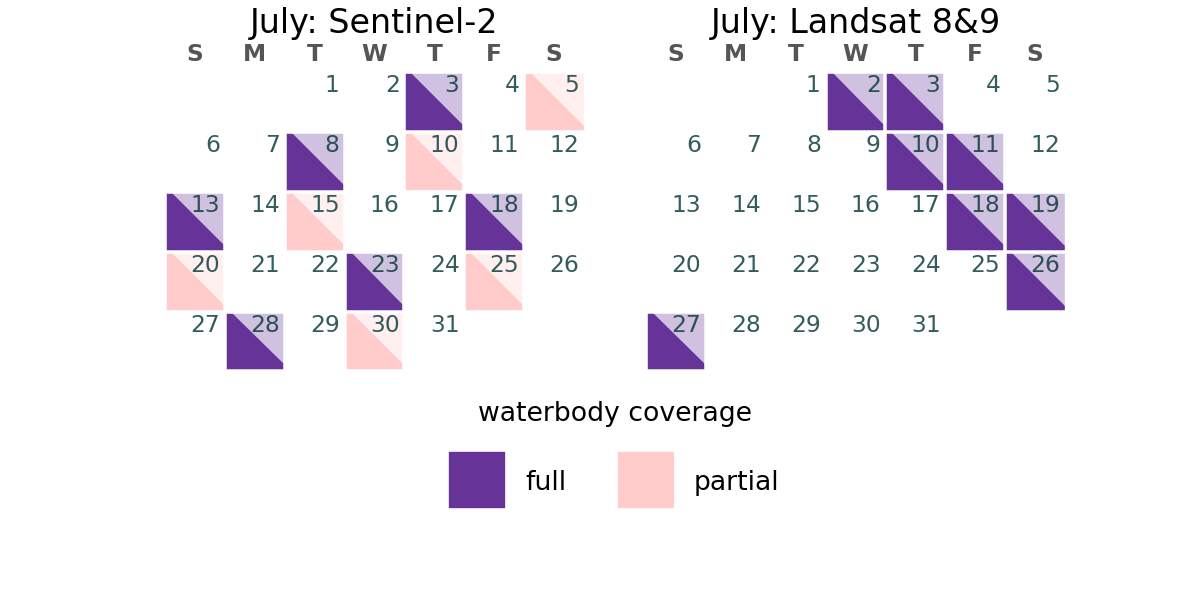 July: Sentinel-2
S M T W T F S
1 2 3 4 5
6 7 8 9 10 11 12
13 14 15 16 17 18 19
20 21 22 23 24 25 26
27 28 29 30 31
July: Landsat 8&9
S M T W T F S
1 2 3 4 5
6 7 8 9 10 11 12
13 14 15 16 17 18 19
20 21 22 23 24 25 26
27 28 29 30 31
waterbody coverage
full
partial